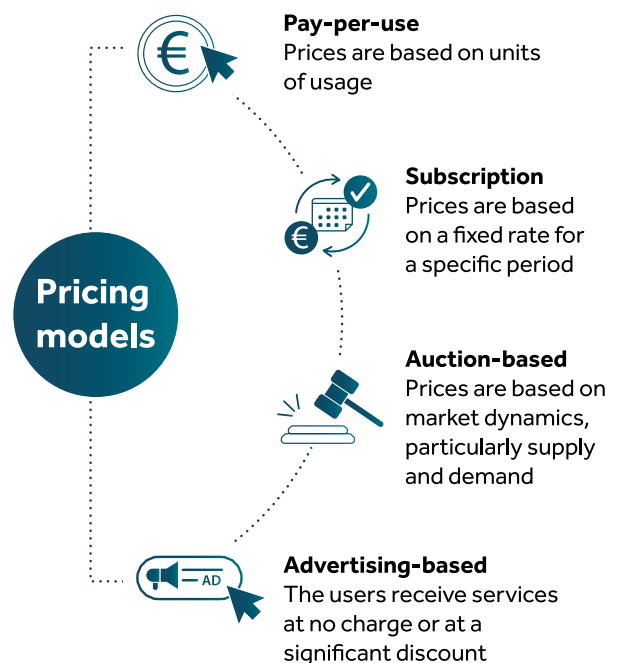 Pay-per-use
Prices are based on units
of usage
€
Subscription
Prices are based
on a fixed rate for
a specific period
€
Pricing
models
Auction-based
Prices are based on
market dynamics,
particularly supply
and demand
Advertising-based
AD
The users receive services
at no charge or at a
significant discount